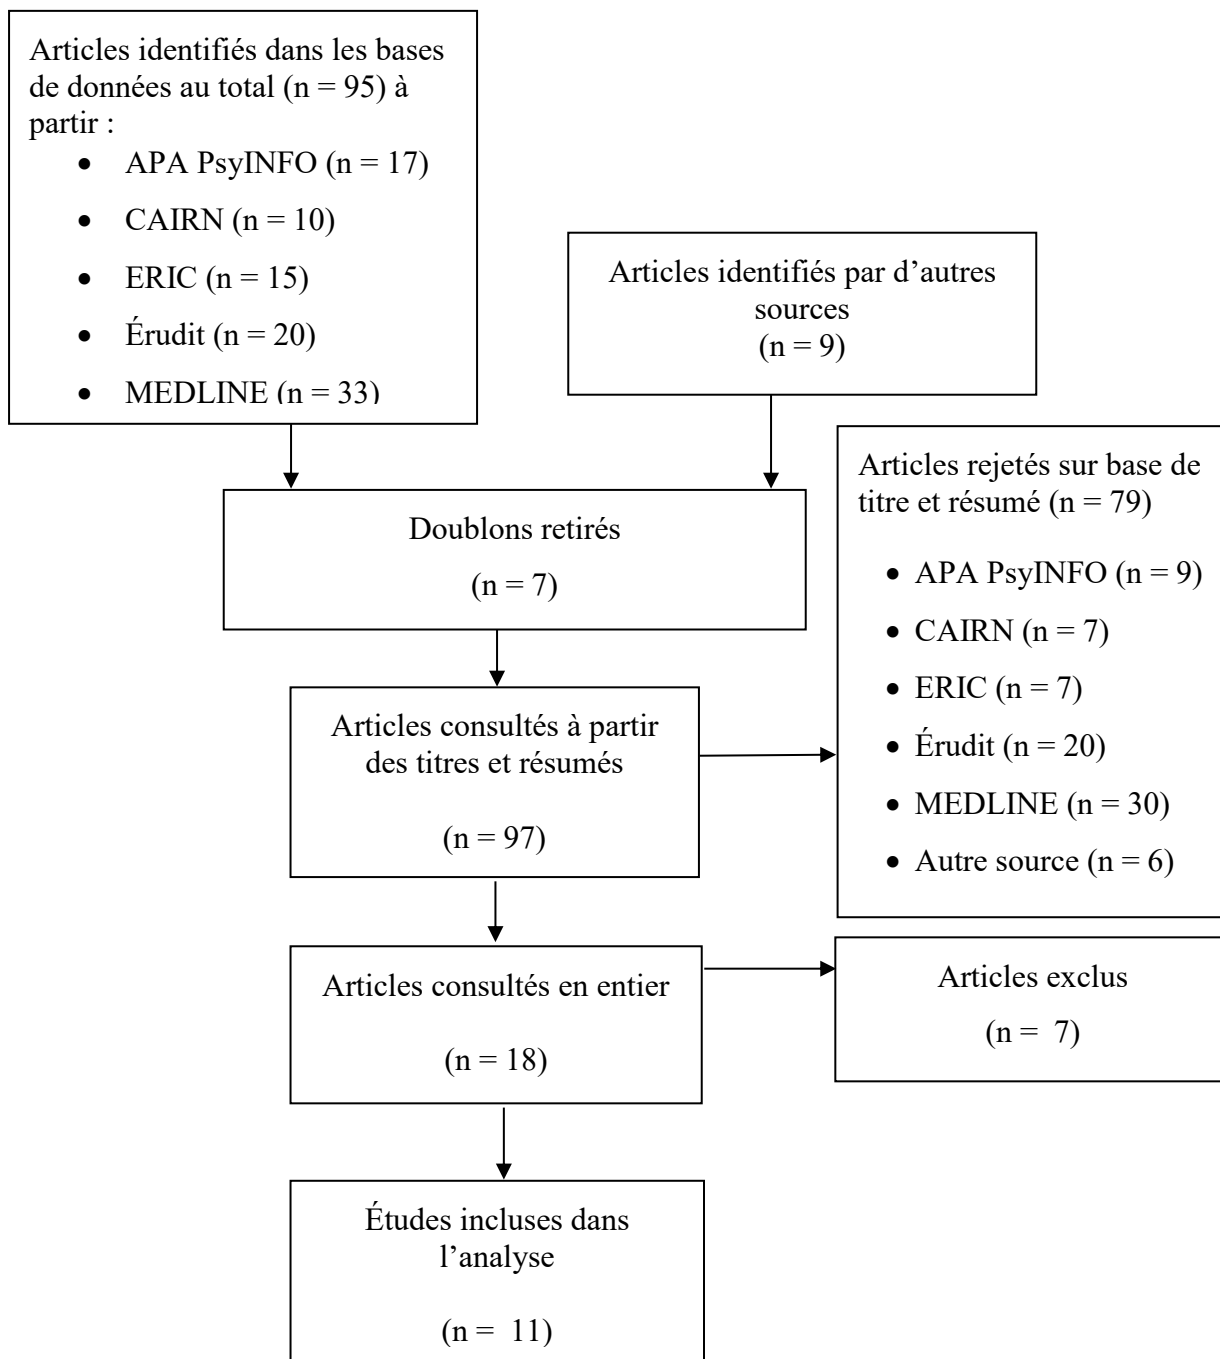 Articles identifiés dans les bases
de données au total (n = 95) à
partir :
• APA PsyINFO (n = 17)
• CAIRN (n = 10)
• ERIC (n = 15)
• Érudit (n = 20)
• MEDLINE (n = 33)
Articles identifiés par d’autres
sources
(n = 9)
Doublons retirés
(n = 7)
Articles consultés à partir
des titres et résumés
(n = 97)
Articles rejetés sur base de
titre et résumé (n = 79)
• APA PsyINFO (n = 9)
• CAIRN (n = 7)
• ERIC (n = 7)
• Érudit (n = 20)
• MEDLINE (n = 30)
• Autre source (n = 6)
Articles consultés en entier
(n = 18)
Articles exclus
(n = 7)
Études incluses dans
l’analyse
(n = 11)